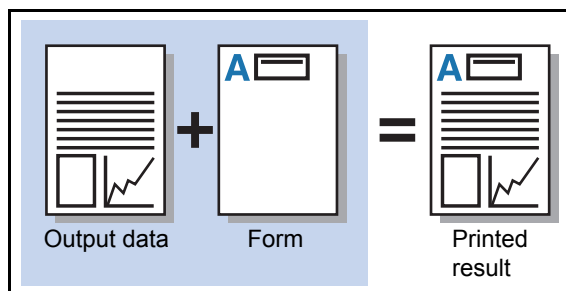 A
+
A
=
Output data
Form
Printed
result